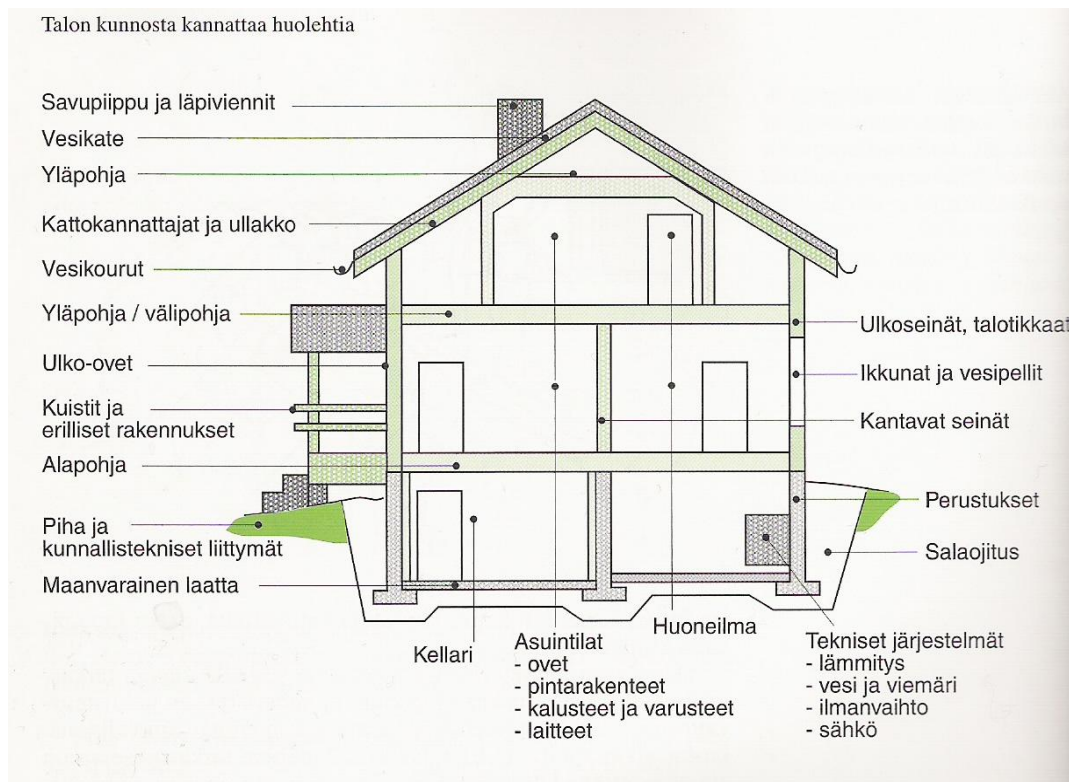 Talon kunnosta kannattaa huolehtia
Savupiippu ja läpiviennit
Vesikate
Yläpohja
Kattokannattajat ja ullakko
Vesikourut
Yläpohja / välipohja
Ulko-ovet
Kuistit ja
erilliset rakennukset
Alapohja
Piha ja
kunnallistekniset liittymät
Maanvarainen laatta
Ulkoseinät, talotikkaat
Ikkunat ja vesipellit
Kantavat seinät
Perustukset
Salaojitus
Kellari
Asuintilat
- ovet
- pintarakenteet
- kalusteet ja varusteet
- laitteet
Huoneilma
Tekniset järjestelmät
- lämmitys
- vesi ja viemäri
- ilmanvaihto
- sähkö